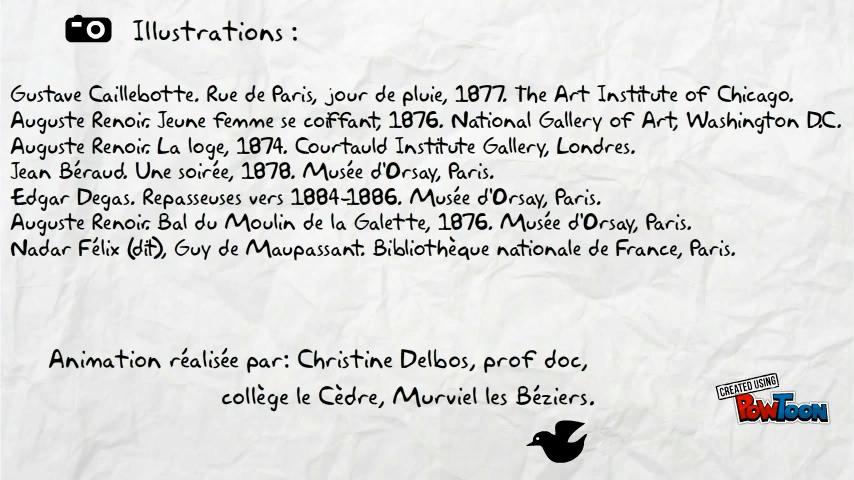 Illustrations :
Gustave Caillebotte. Rue de Paris, jour de pluie, 1877. The Art Institute of Chicago.
Auguste Renoir. Jeune femme se coiffant, 1876. National Gallery of Art, Washington D.C.
Auguste Renoir. La loge, 1874. Courtauld Institute Gallery, Londres.
Jean Béraud. Une soirée, 1878. Musée d'Orsay, Paris.
Edgar Degas. Repasseuses vers 1884-1886. Musée d'Orsay, Paris.
Auguste Renoir. Bal du Moulin de la Galette, 1876. Musée d'Orsay, Paris.
Nadar Félix (dit), Guy de Maupassant. Bibliothèque nationale de France, Paris.
Animation réalisée par: Christine Delbos, prof doc,
collège le Cèdre, Murviel les Béziers.
CREATED USING
POWTOON